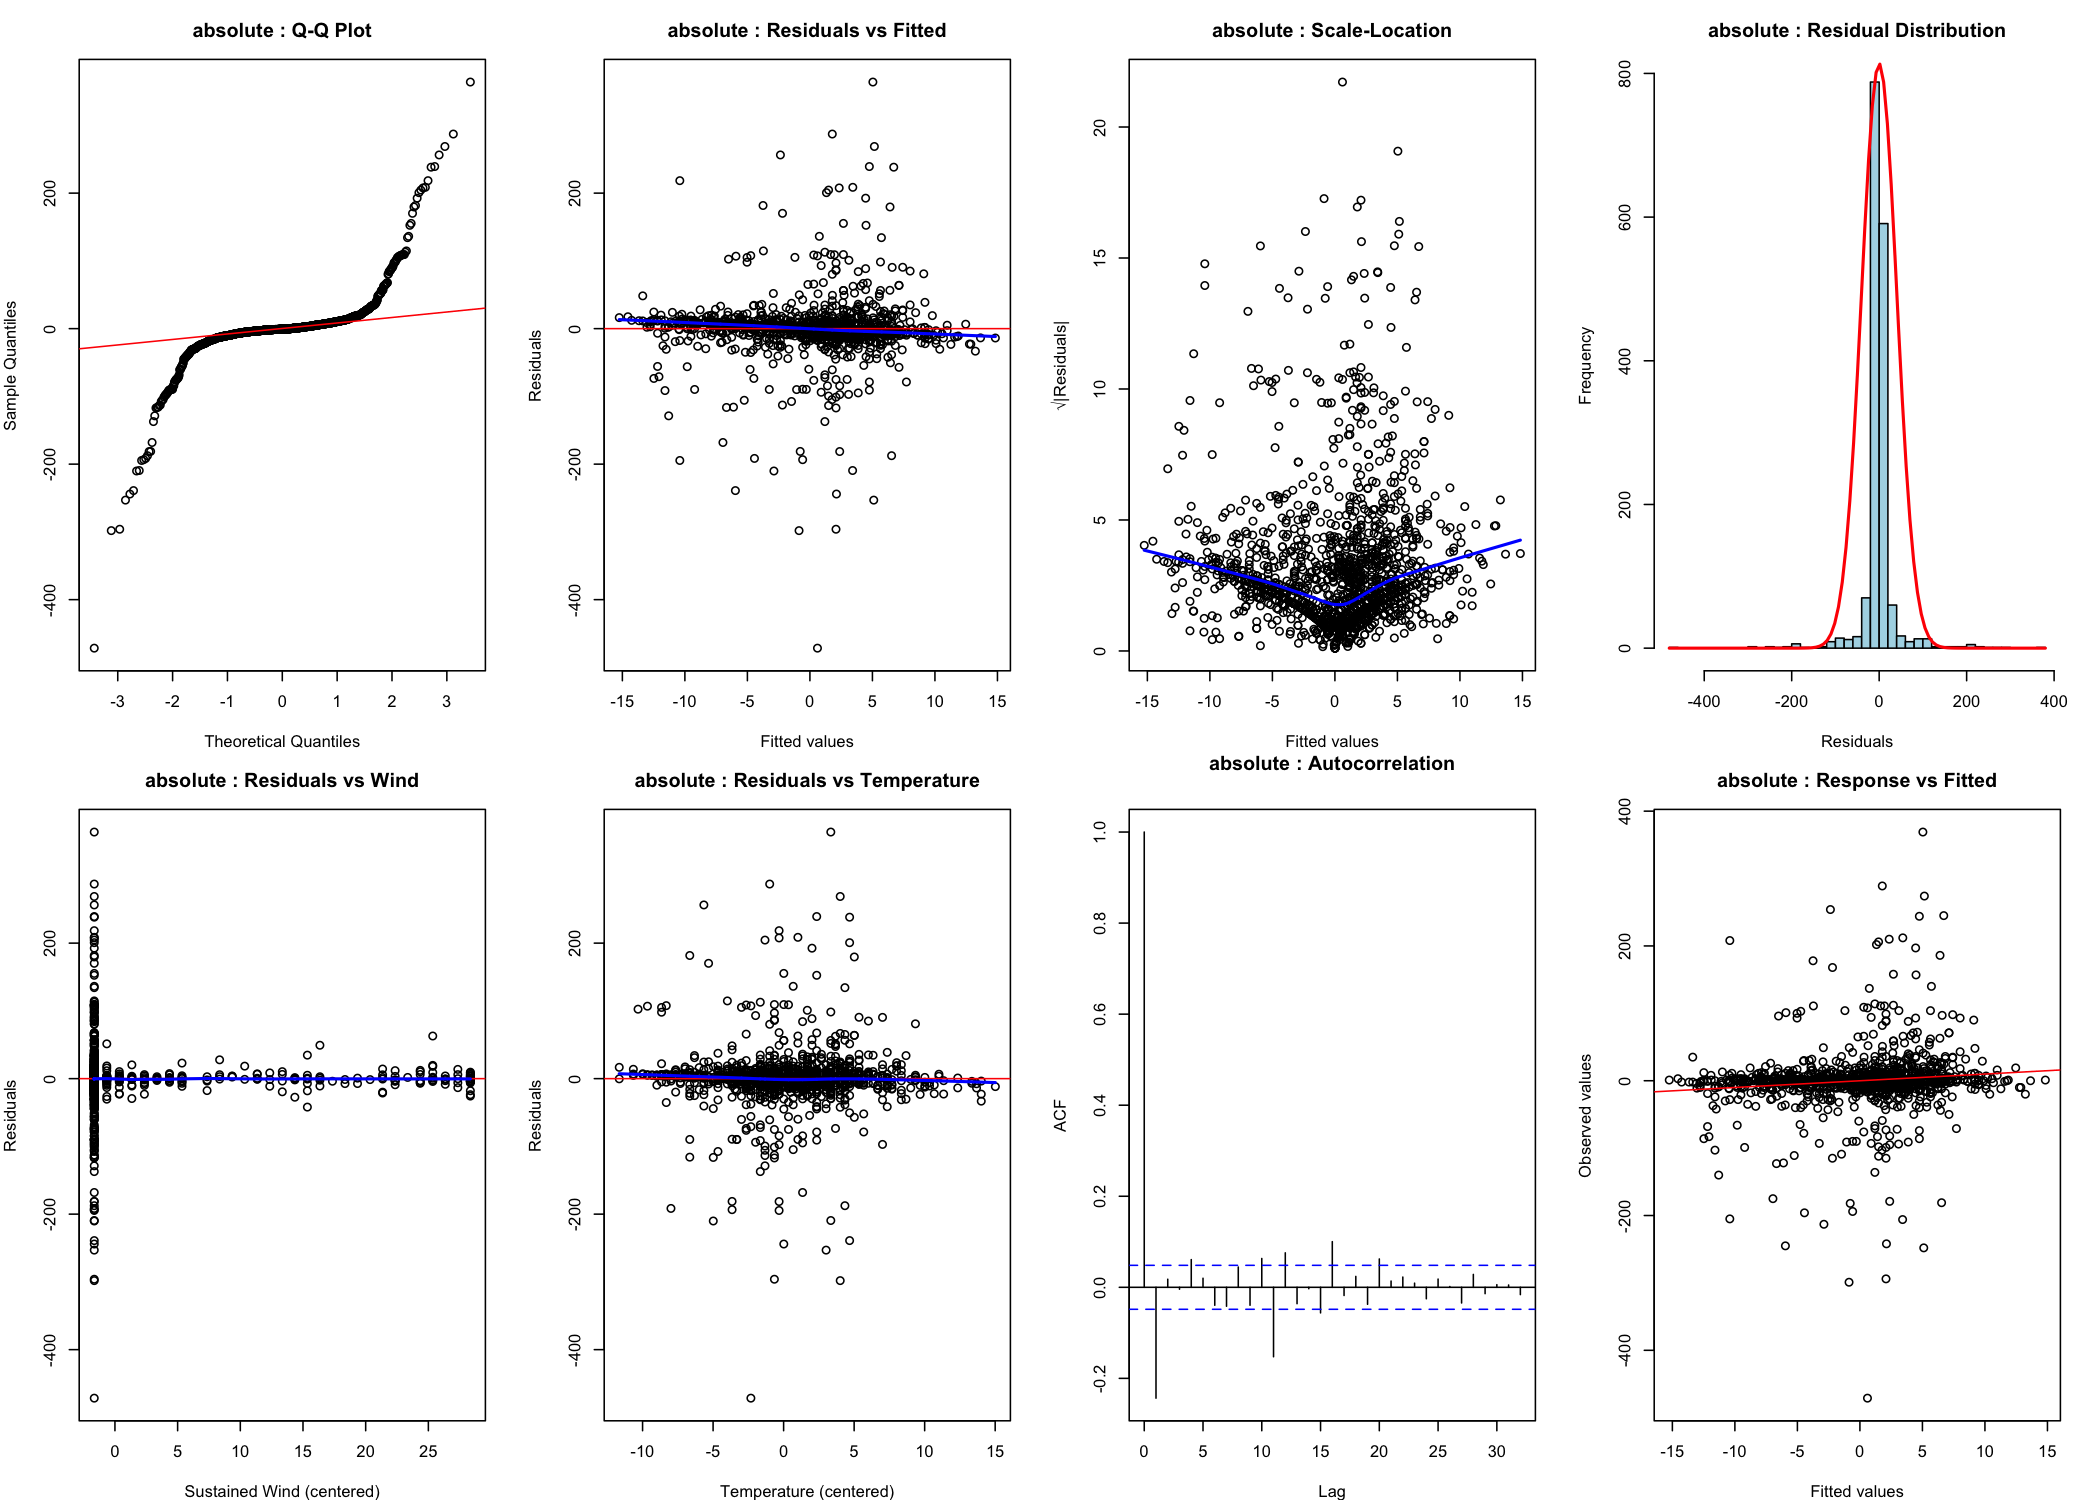 absolute : Q-Q Plot
Sample Quantiles
-400 -200 0 200
-3 -2 -1 0 1 2 3
Theoretical Quantiles
absolute : Residuals vs Fitted
Residuals
-400 -200 0 200
-15 -10 -5 0 5 10 15
Fitted values
absolute : Scale-Location
√|Residuals|
0 5 10 15 20
-15 -10 -5 0 5 10 15
Fitted values
absolute : Residual Distribution
Frequency
0 200 400 600 800
-400 -200 0 200 400
Residuals
absolute : Residuals vs Wind
Residuals
-400 -200 0 200
0 5 10 15 20 25
Sustained Wind (centered)
absolute : Residuals vs Temperature
Residuals
-400 -200 0 200
-10 -5 0 5 10 15
Temperature (centered)
absolute : Autocorrelation
ACF
-0.2 0.0 0.2 0.4 0.6 0.8 1.0
0 5 10 15 20 25 30
Lag
absolute : Response vs Fitted
Observed values
-400 -200 0 200 400
-15 -10 -5 0 5 10 15
Fitted values